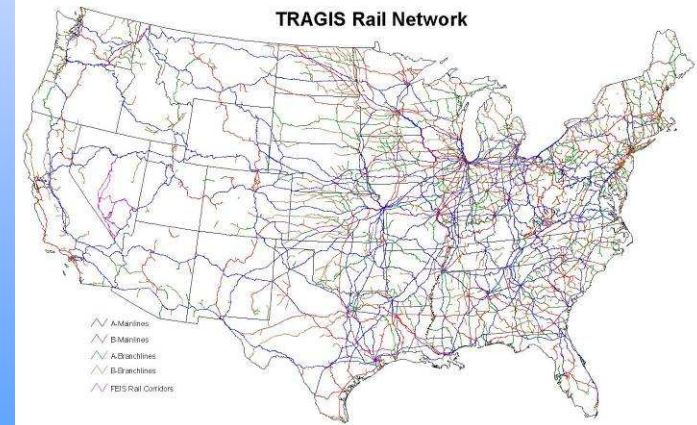 TRAGIS Rail Network
A-Mainlines
B-Mainlines
A-Branchlines
B-Branchlines
FEIS Rail Corridors